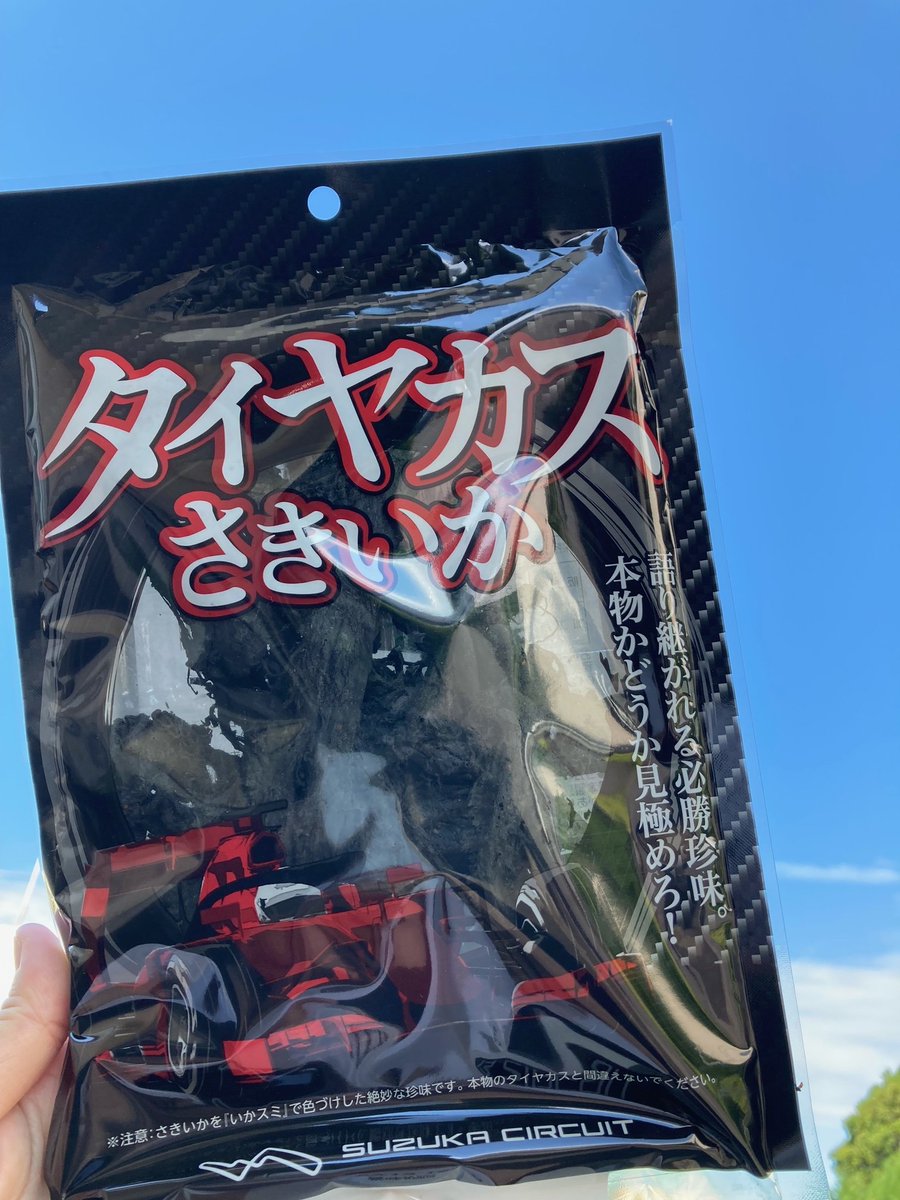 タイヤカス
さきいか
語り継がれる必勝珍味。
本物かどうか見極めろ！
※注意：さきいかを『いかスミ』で色づけした絶妙な珍味です。本物のタイヤカスと間違えないでください。
SUZUKA CIRCUIT